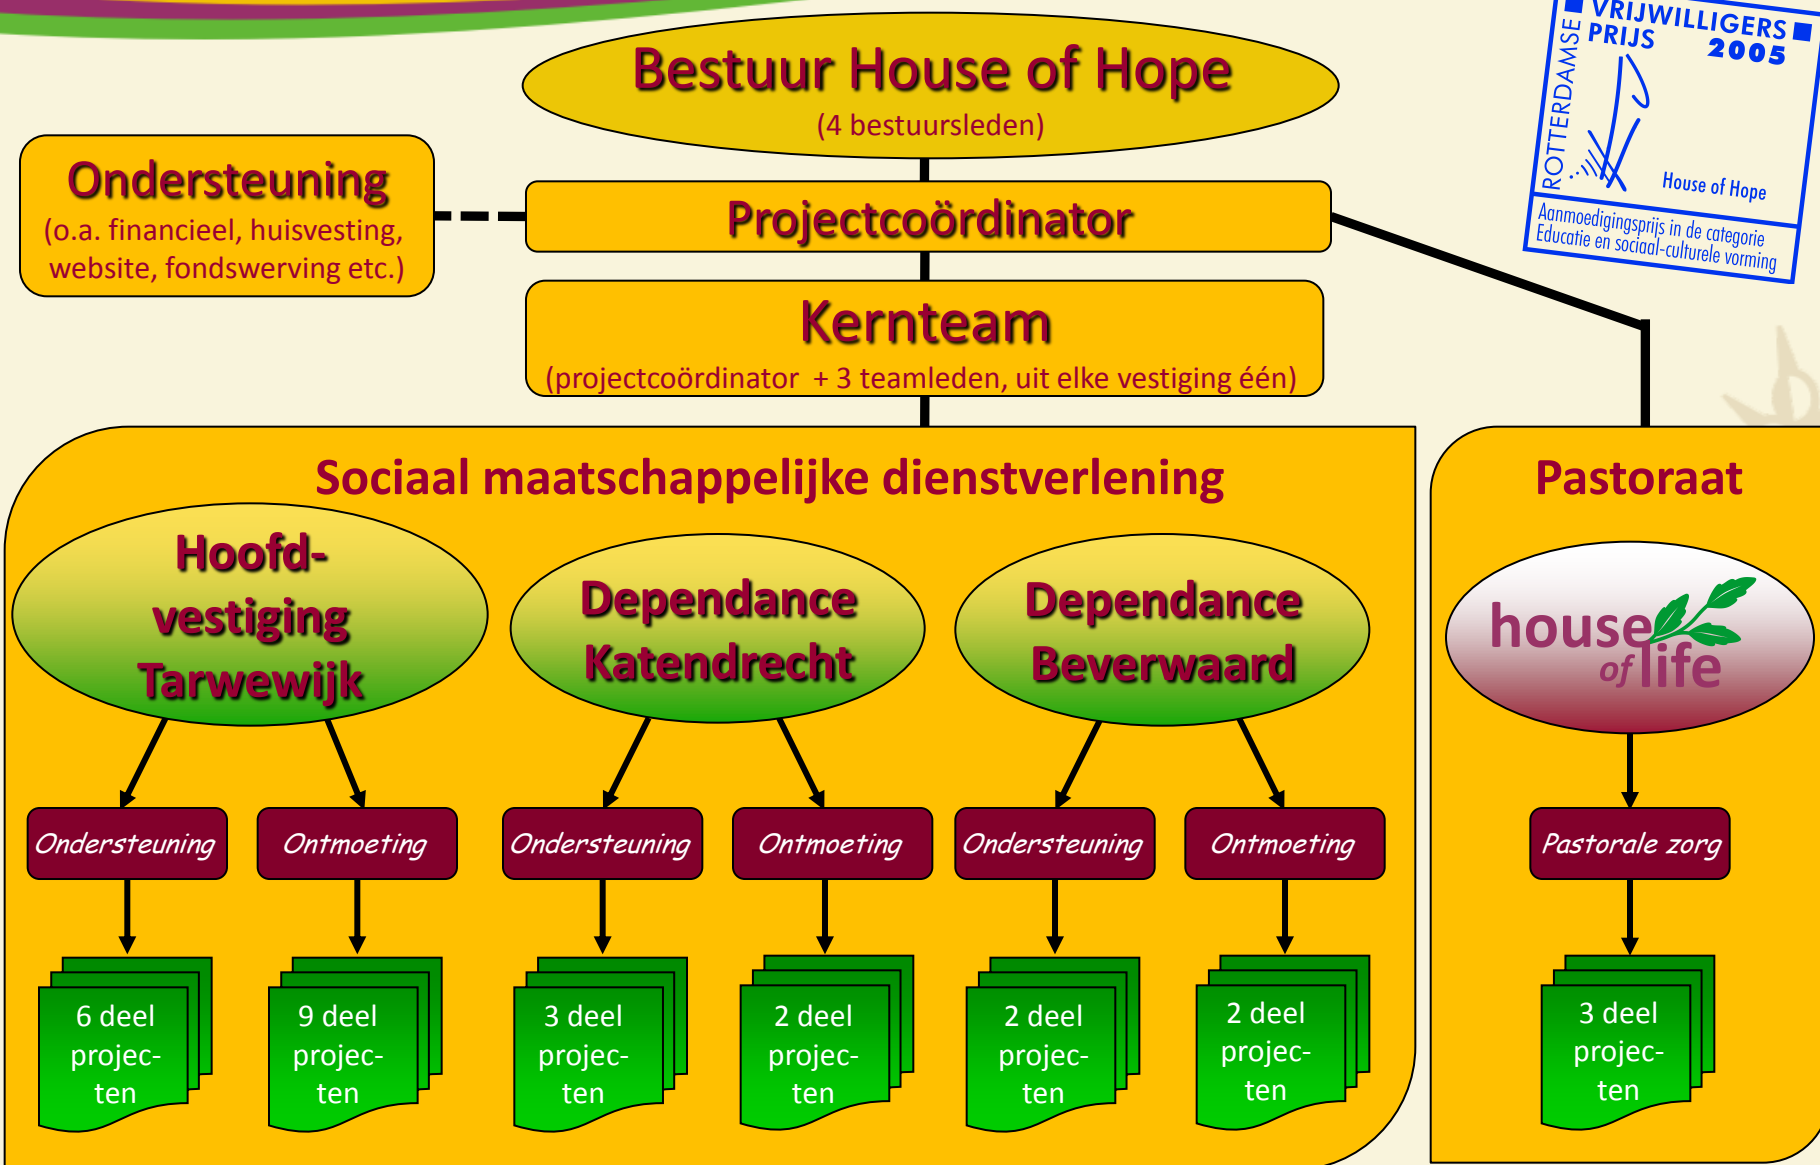 Bestuur House of Hope
(4 bestuursleden)
ROTTERDAMSE
VRIJWILLIGERS
PRIJS 2005
House of Hope
Aanmoedigingsprijs in de categorie
Educatie en sociaal-culturele vorming
Ondersteuning
(o.a. financieel, huisvesting,
website, fondswerving etc.)
Projectcoördinator
Kernteam
(projectcoördinator + 3 teamleden, uit elke vestiging één)
Sociaal maatschappelijke dienstverlening
Hoofd-
vestiging
Tarwewijk
Dependance
Katendrecht
Dependance
Beverwaard
Ondersteuning
Ontmoeting
Ondersteuning
Ontmoeting
Ondersteuning
Ontmoeting
6 deel
projec-
ten
9 deel
projec-
ten
3 deel
projec-
ten
2 deel
projec-
ten
2 deel
projec-
ten
2 deel
projec-
ten
Pastoraat
house
of life
Pastorale zorg
3 deel
projec-
ten